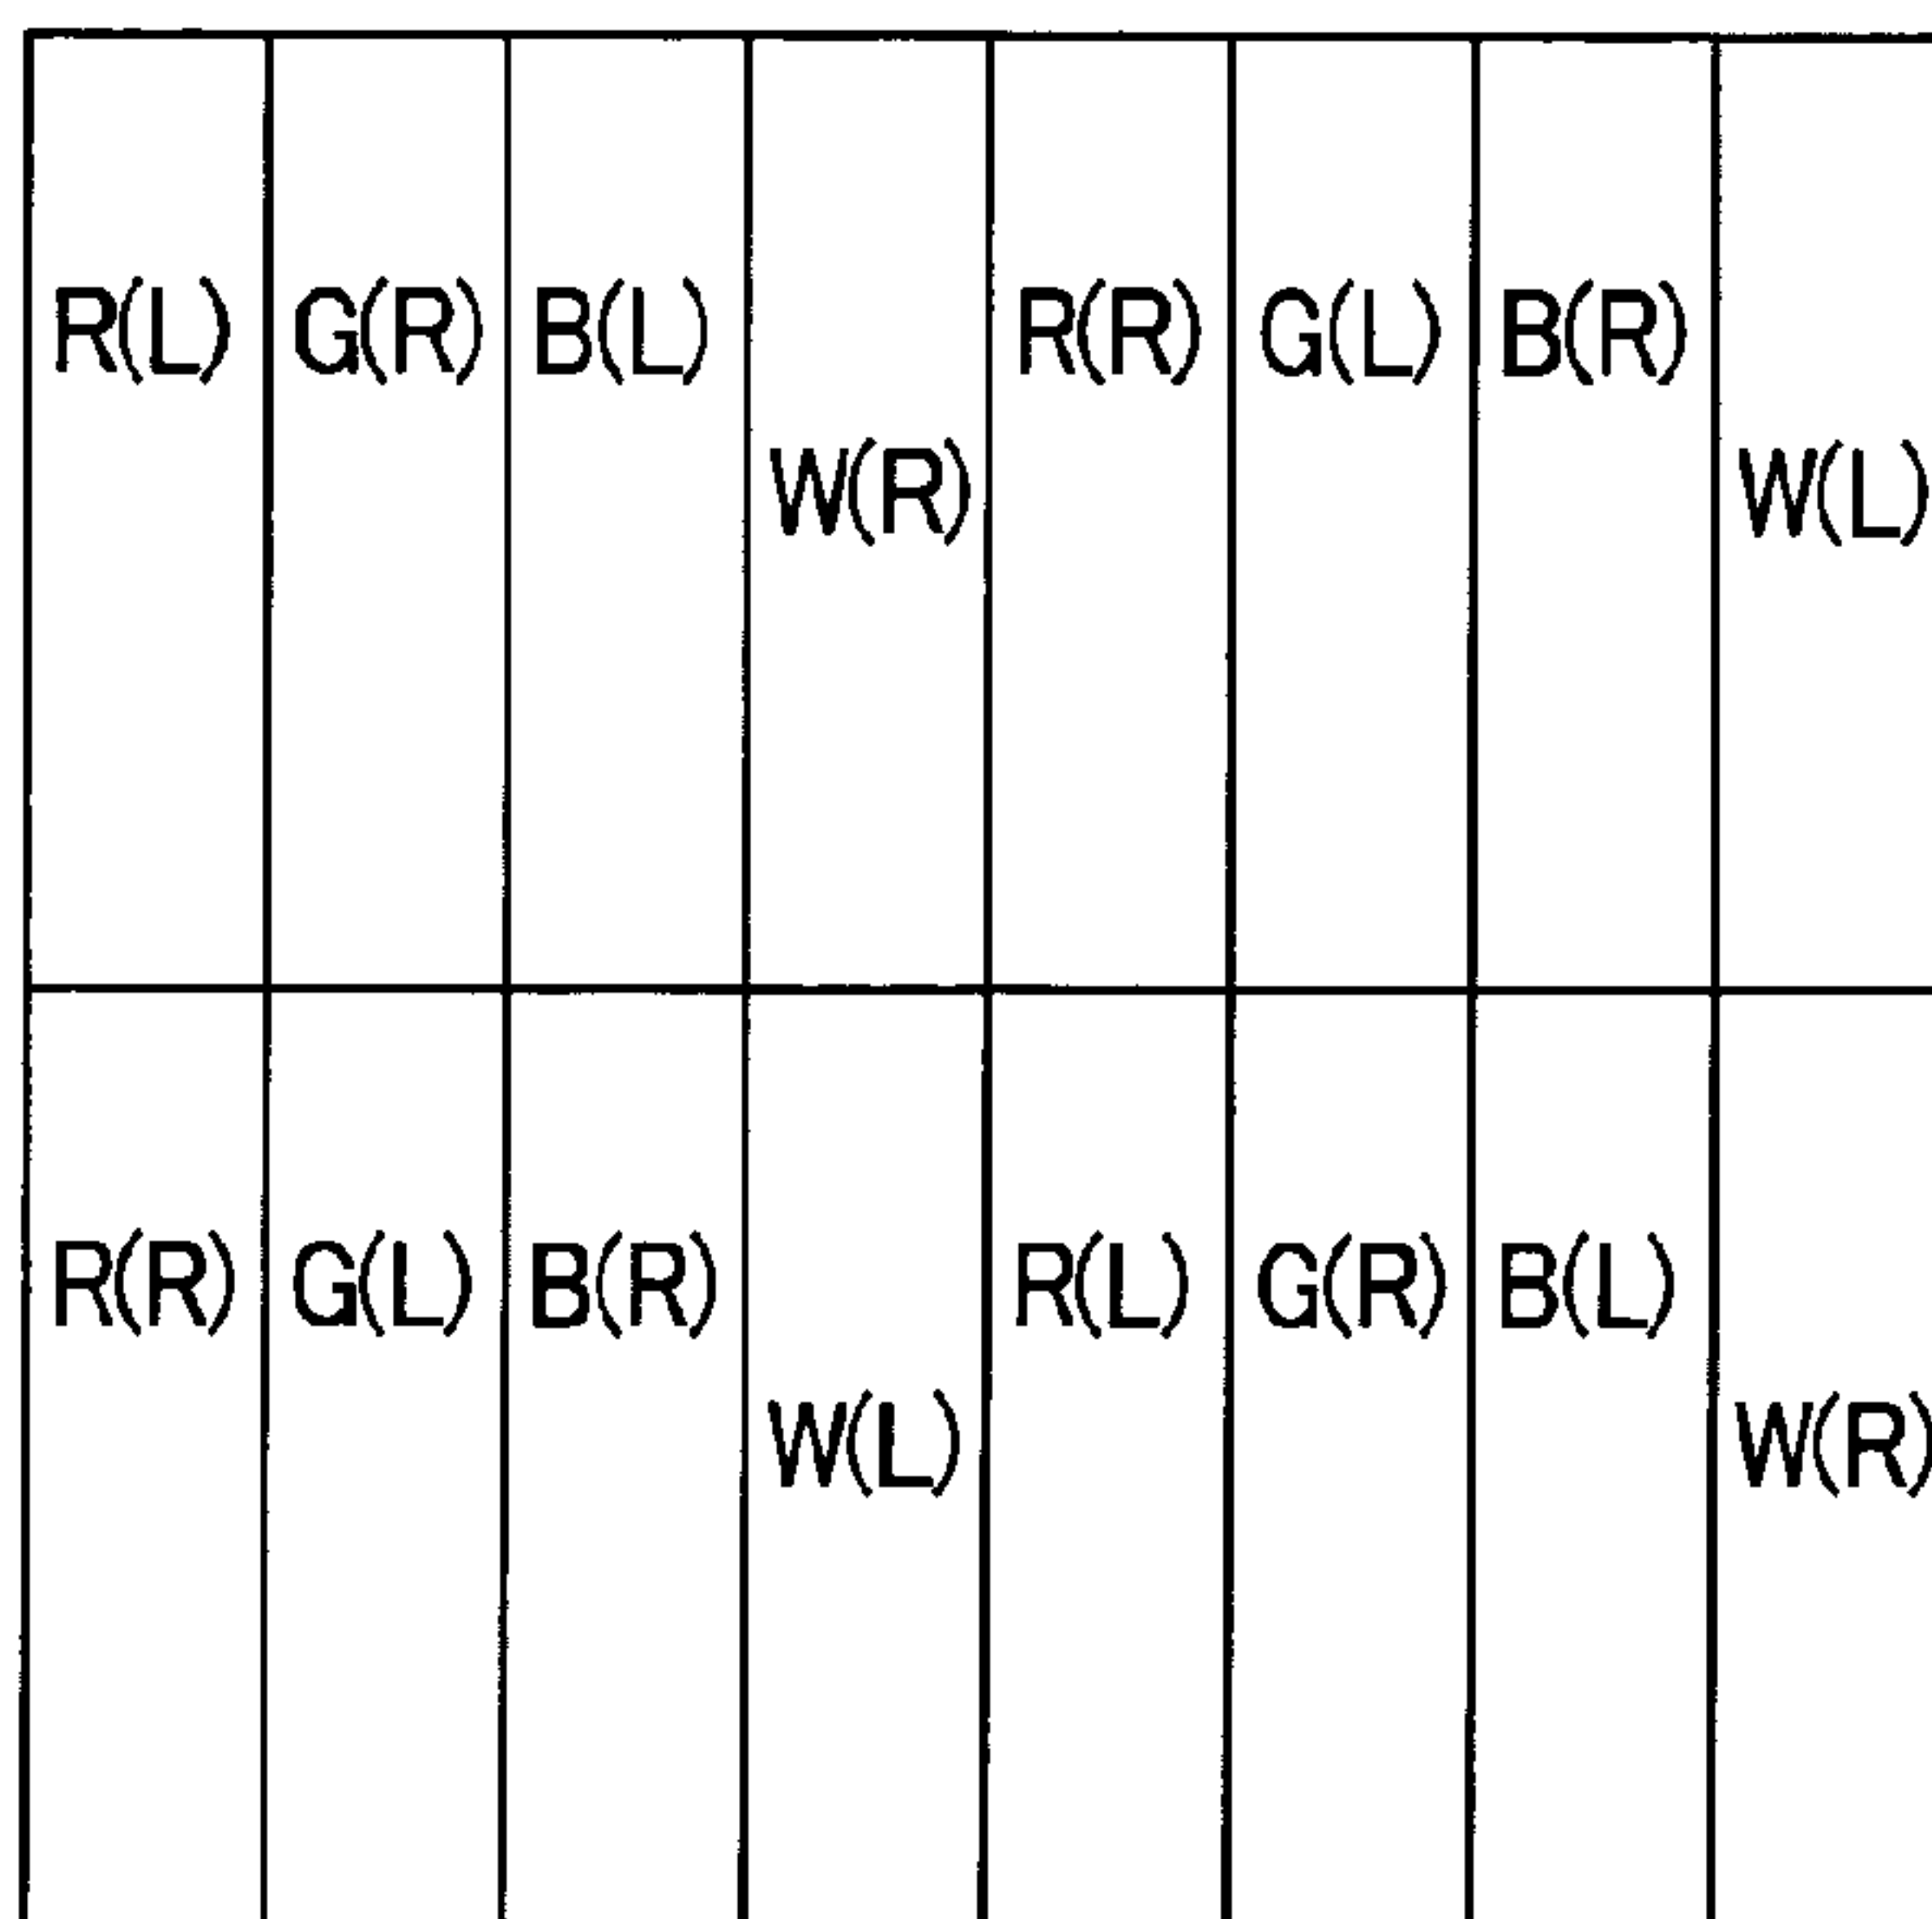 R(L) G(R) B(L) R(R) G(L) B(R)
W(R) W(L)
R(R) G(L) B(R) R(L) G(R) B(L)
W(L) W(R)